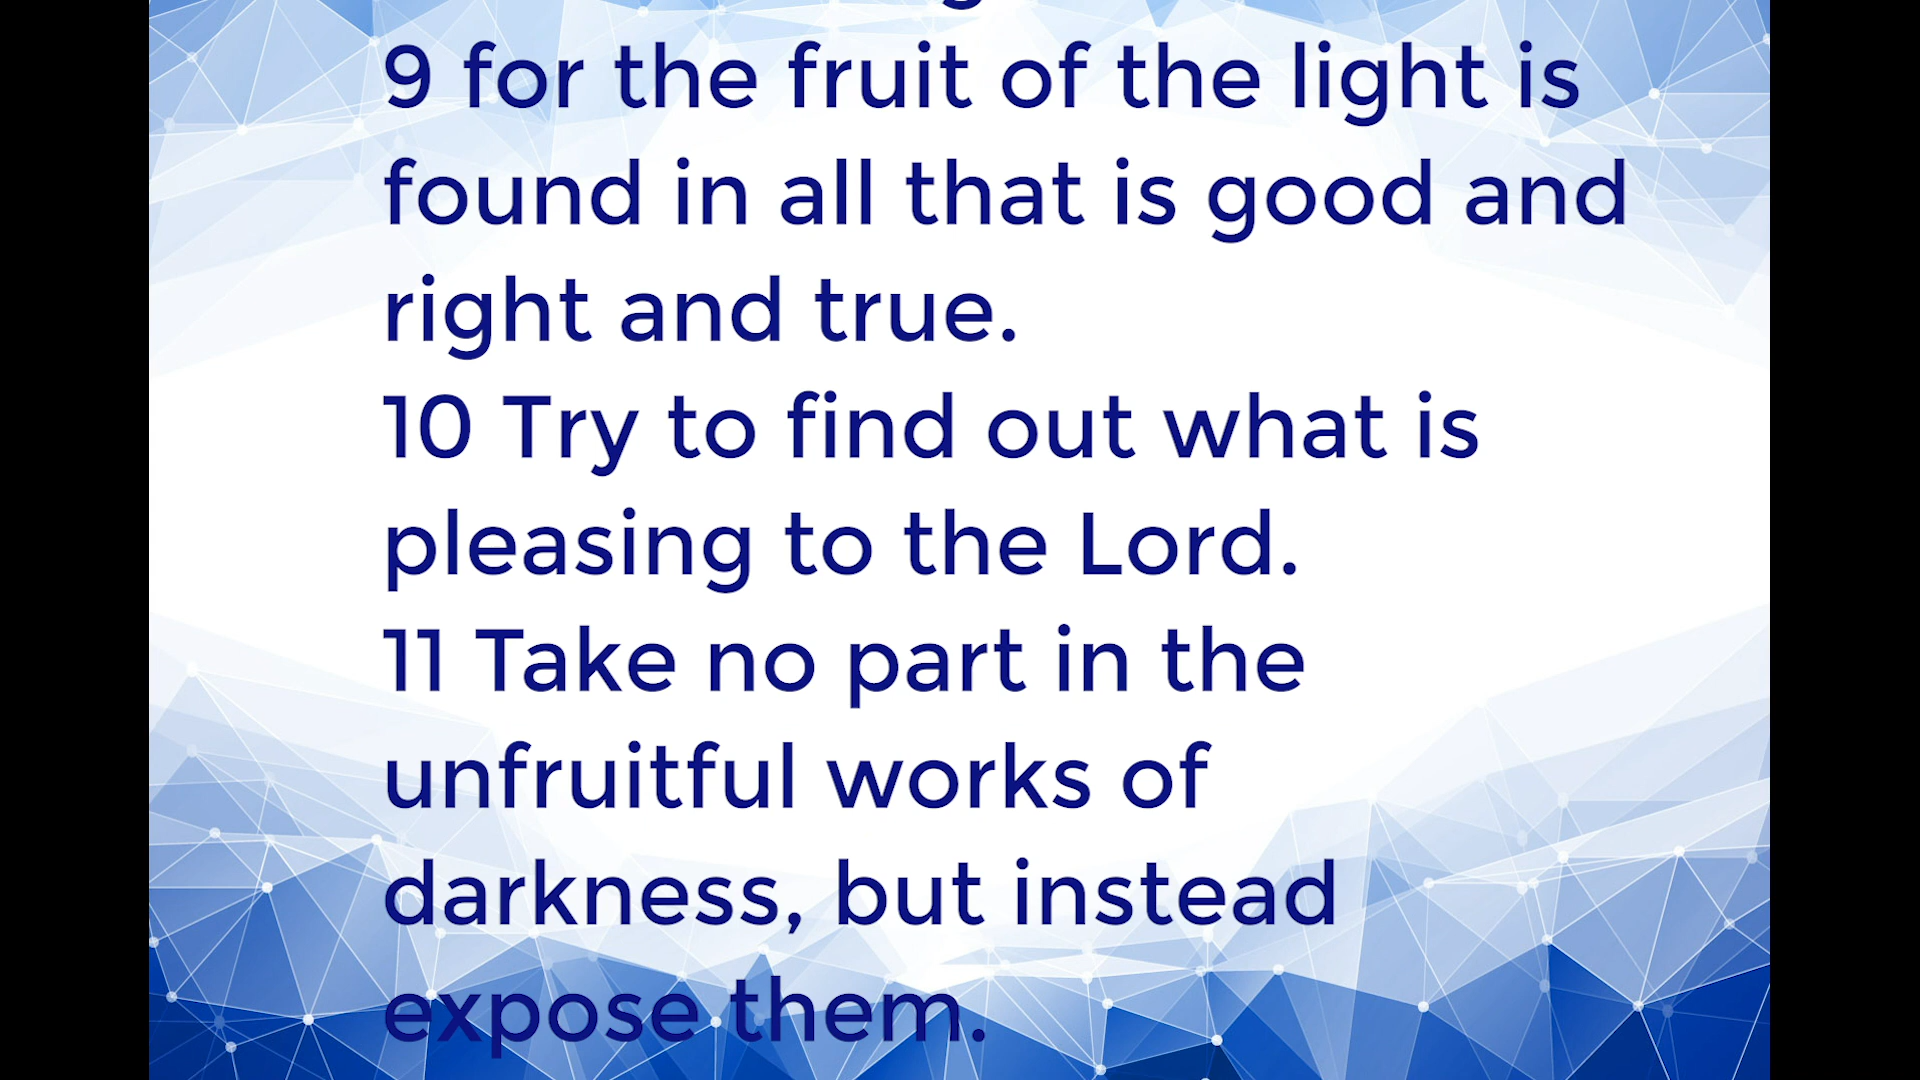 9 for the fruit of the light is
found in all that is good and
right and true.
10 Try to find out what is
pleasing to the Lord.
11 Take no part in the
unfruitful works of
darkness, but instead
expose them.